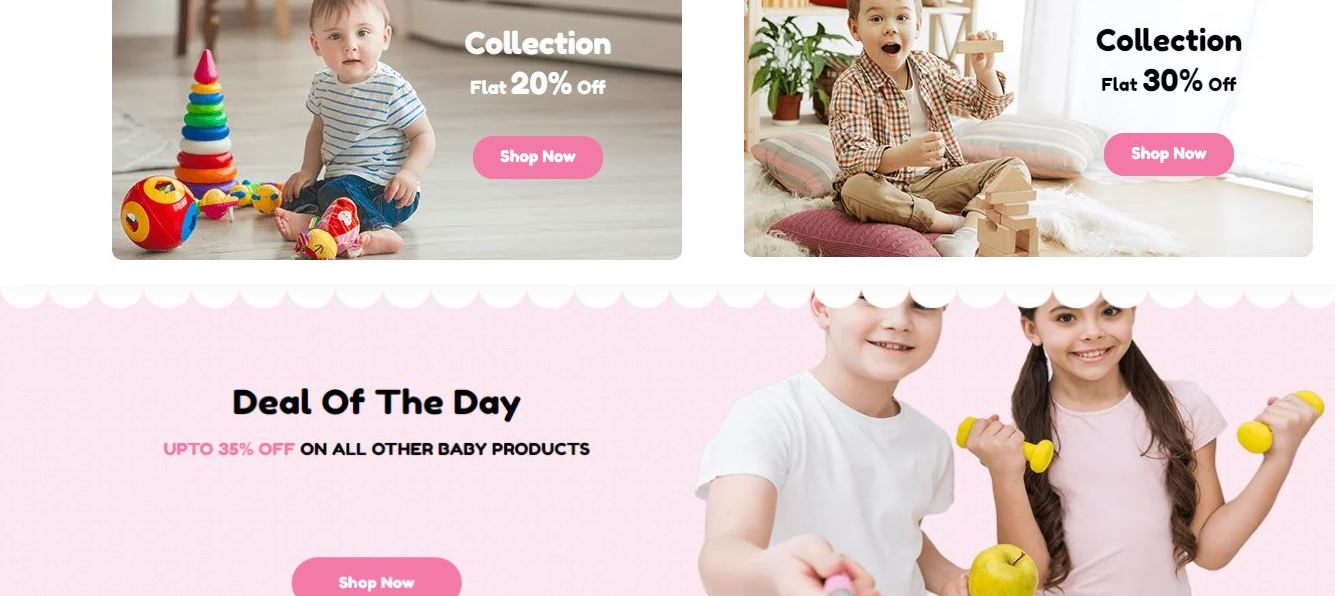 Collection
Flat 20% Off
Shop Now
Collection
Flat 30% Off
Shop Now
Deal Of The Day
UPTO 35% OFF ON ALL OTHER BABY PRODUCTS
Shop Now